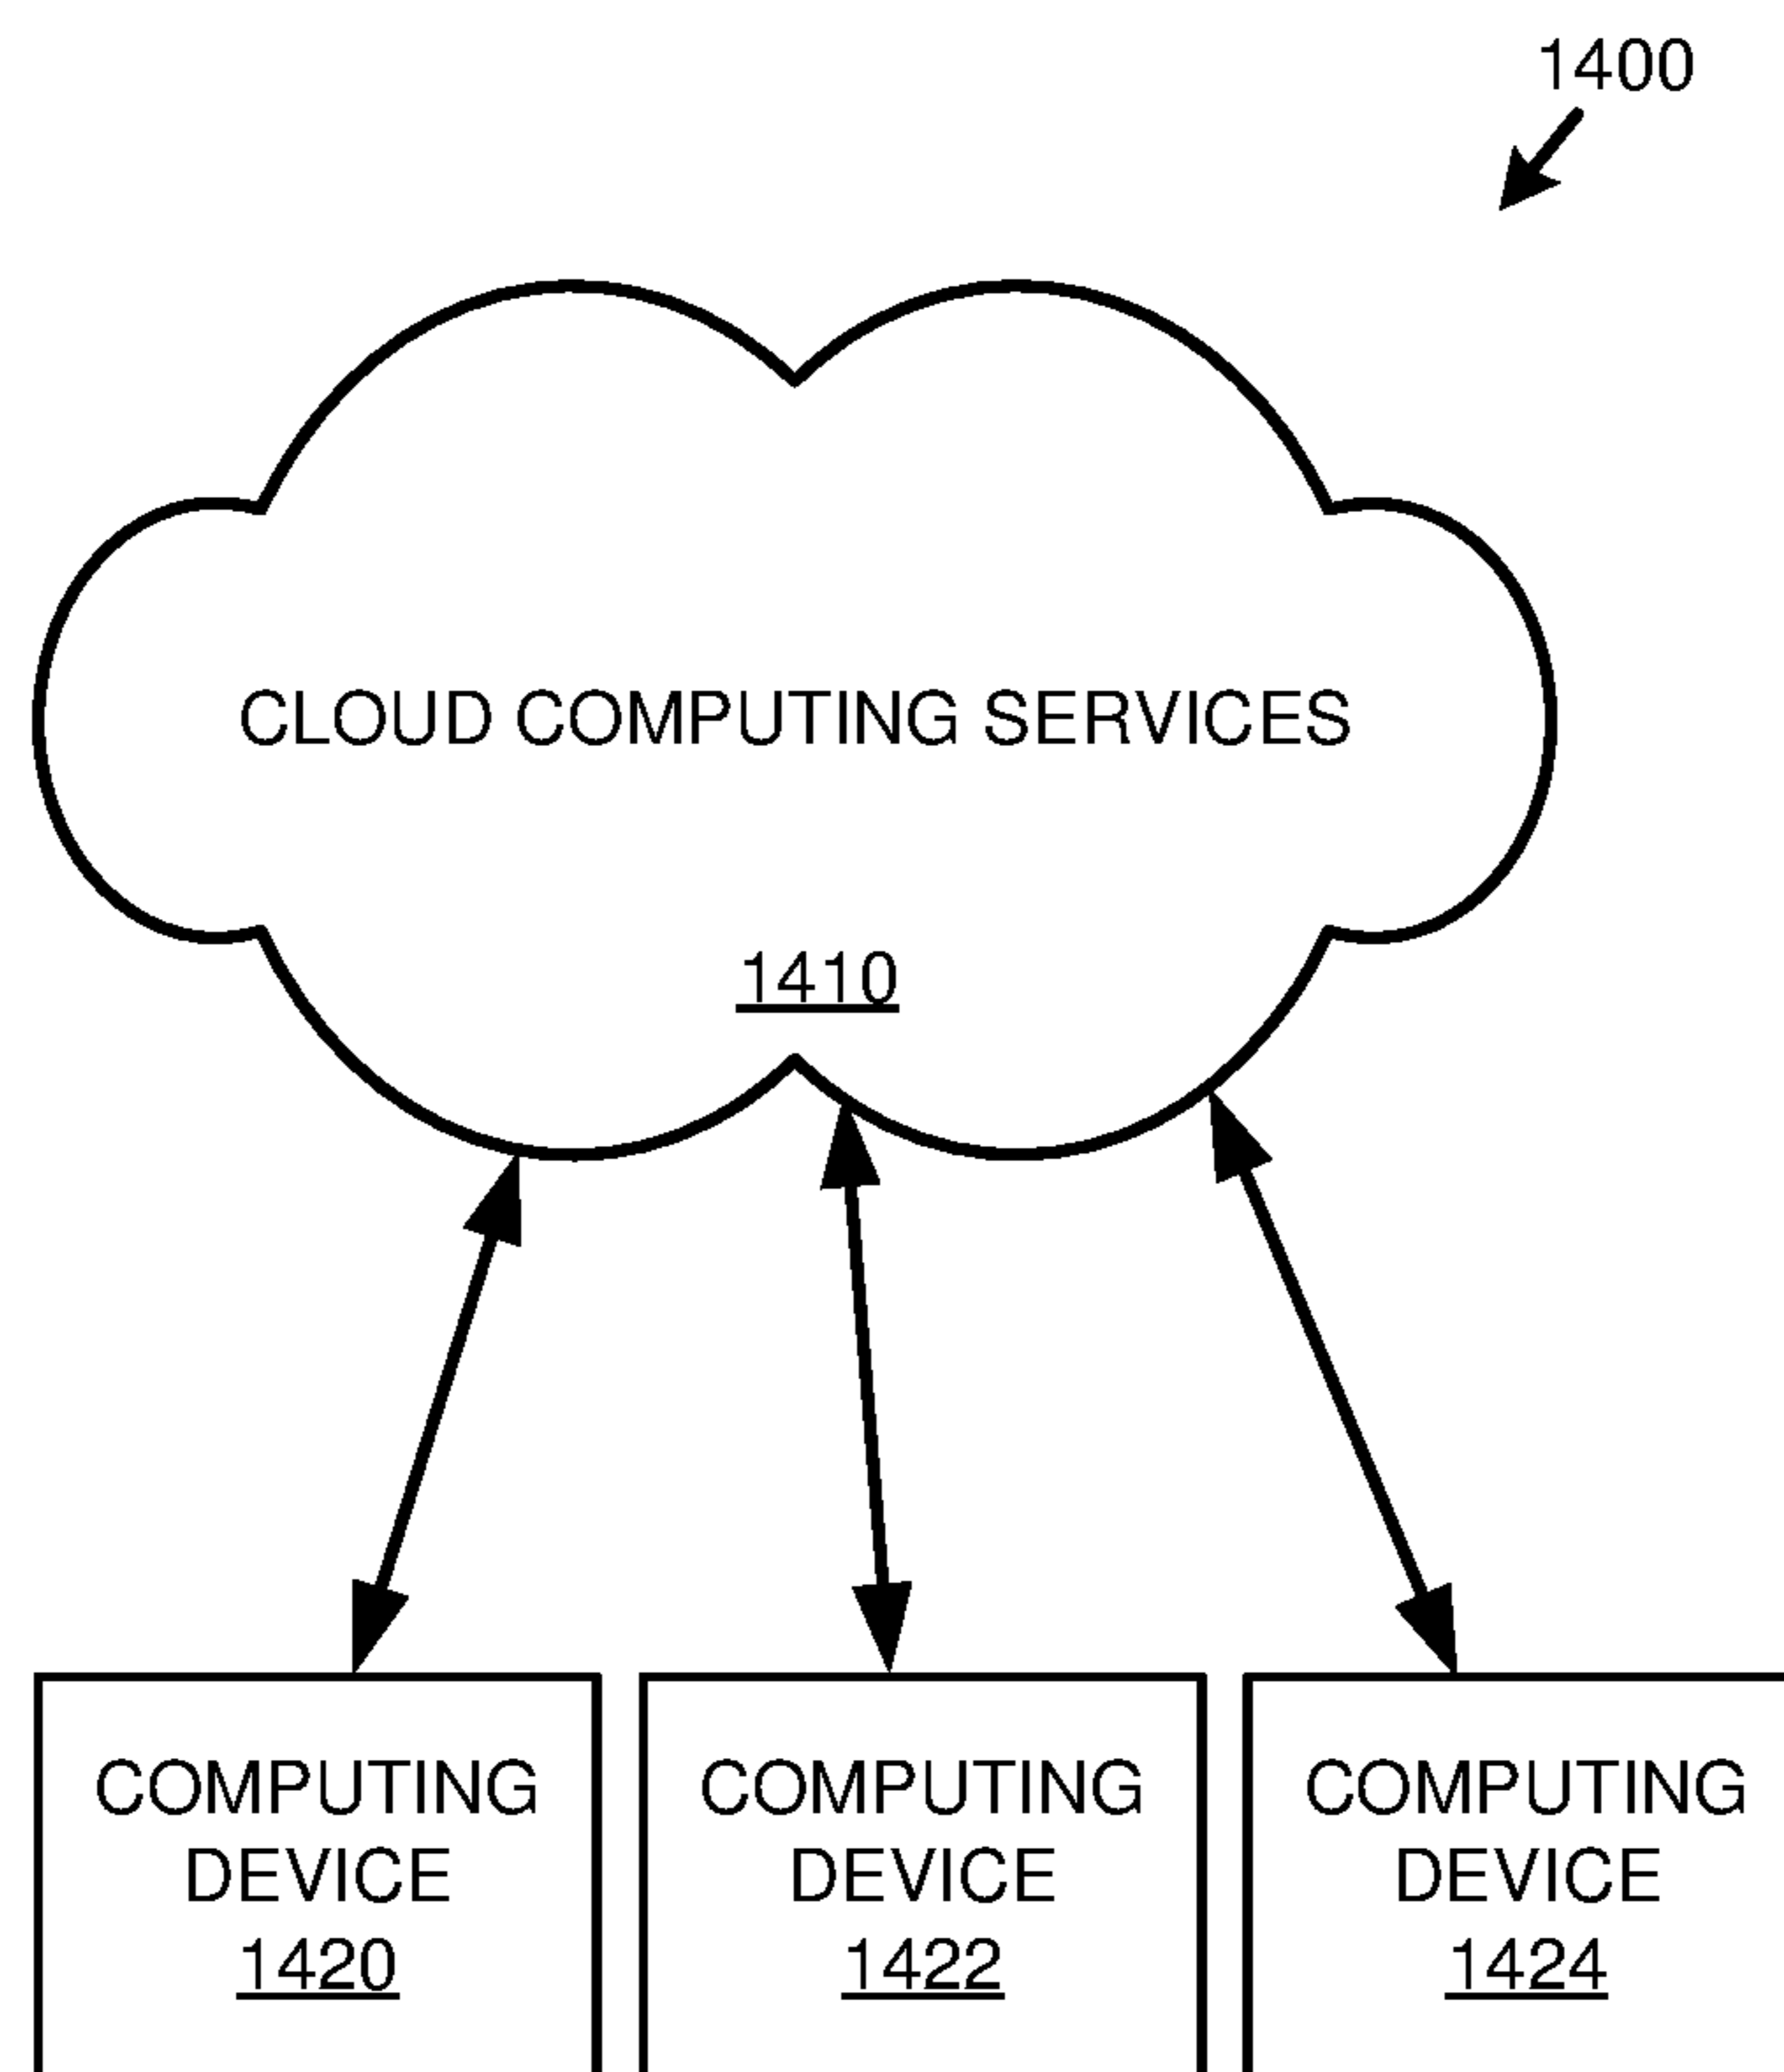 1400
CLOUD COMPUTING SERVICES
1410
COMPUTING
DEVICE
1420
COMPUTING
DEVICE
1422
COMPUTING
DEVICE
1424